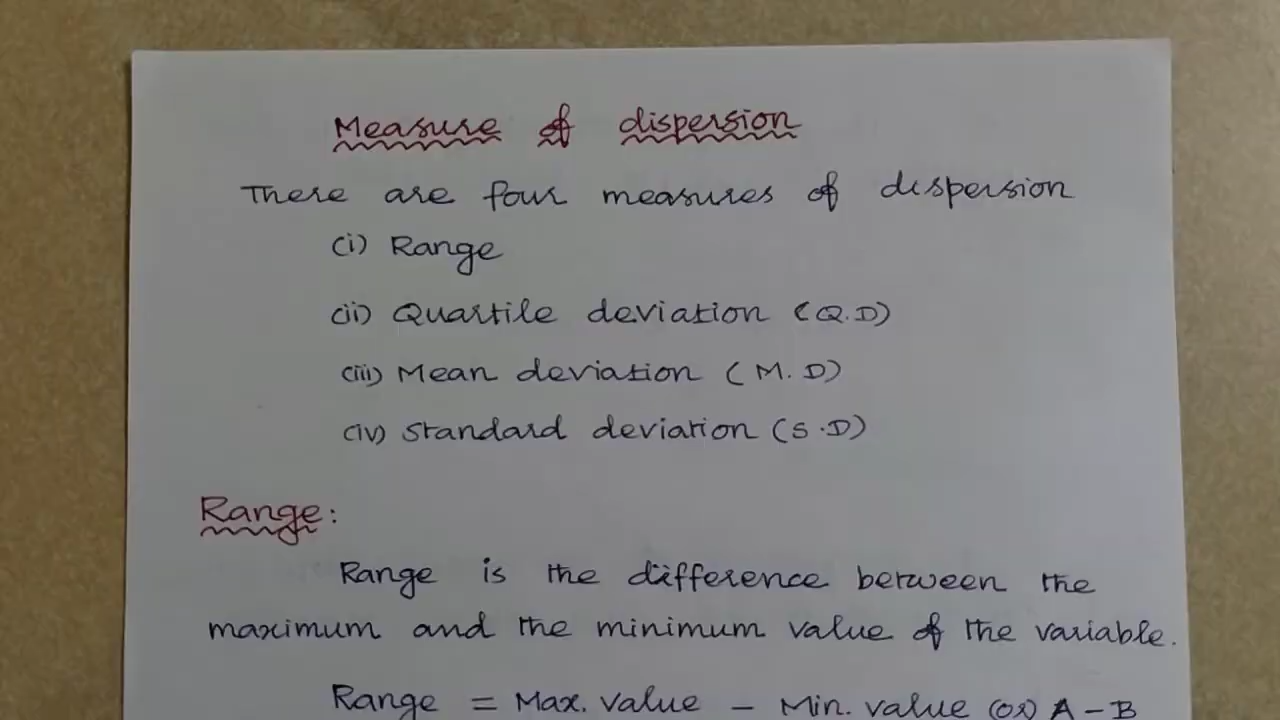 Measure of dispersion
There are four measures of dispersion
(i) Range
(ii) Quartile deviation (Q.D)
(iii) Mean deviation (M.D)
(iv) Standard deviation (S.D)
Range:
Range is the difference between the
maximum and the minimum value of the variable.
Range = Max. value - Min. value (or) A - B